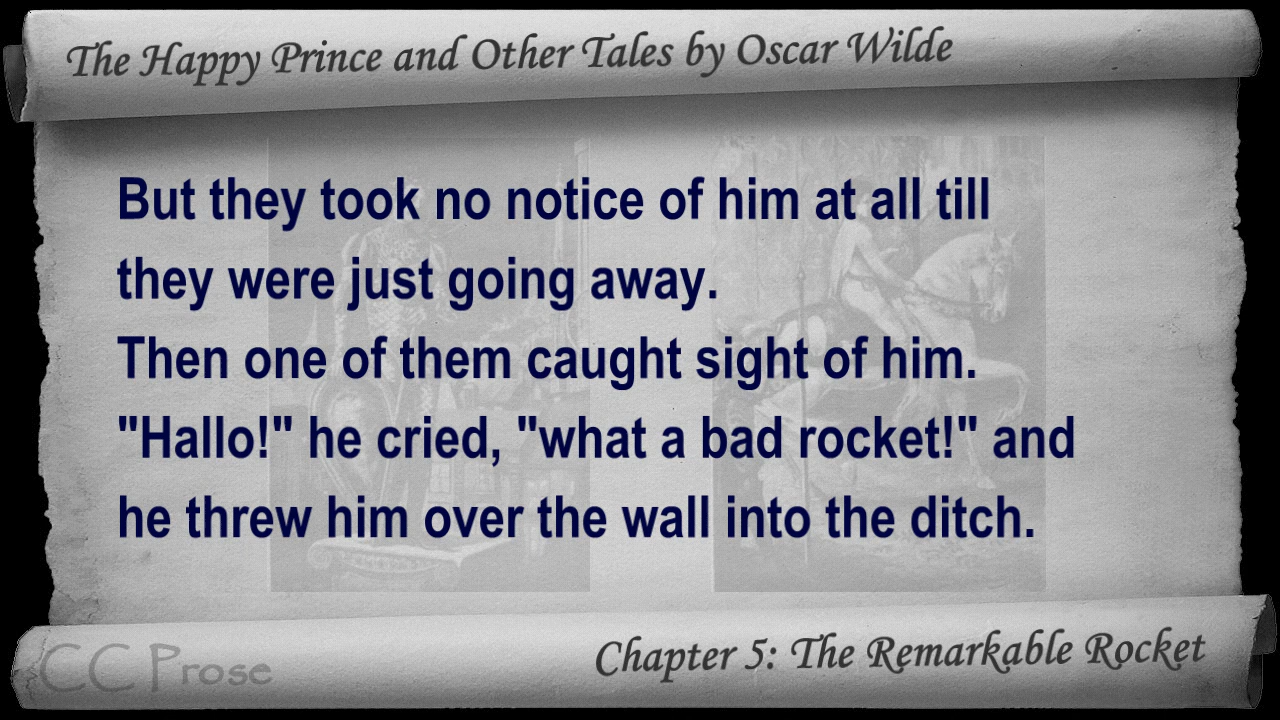 The Happy Prince and Other Tales by Oscar Wilde
But they took no notice of him at all till
they were just going away.
Then one of them caught sight of him.
"Hallo!" he cried, "what a bad rocket!" and
he threw him over the wall into the ditch.
CC Prose
Chapter 5: The Remarkable Rocket